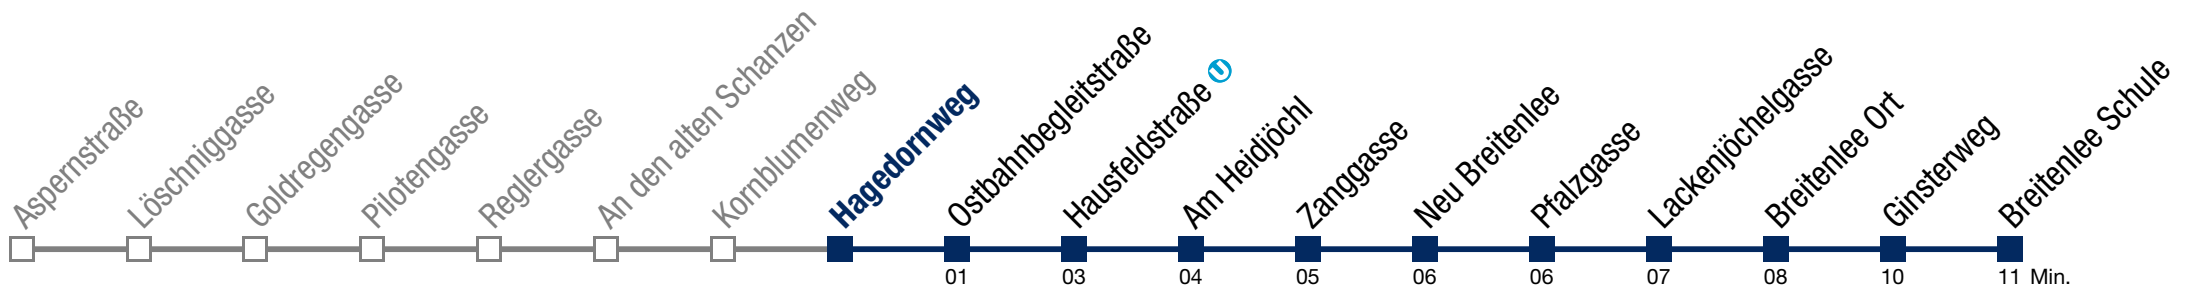 Aspernstraße
Löschniggasse
Goldregengasse
Pilotengasse
Reglergasse
An den alten Schanzen
Kornblumenweg
Hagedornweg
Ostbahnbegleitstraße
Hausfeldstraße U
Am Heidjöchl
Zanggasse
Neu Breitenlee
Pfalzgasse
Lackenjöchelgasse
Breitenlee Ort
Ginsterweg
Breitenlee Schule
01 03 04 05 06 06 07 08 10 11 Min.